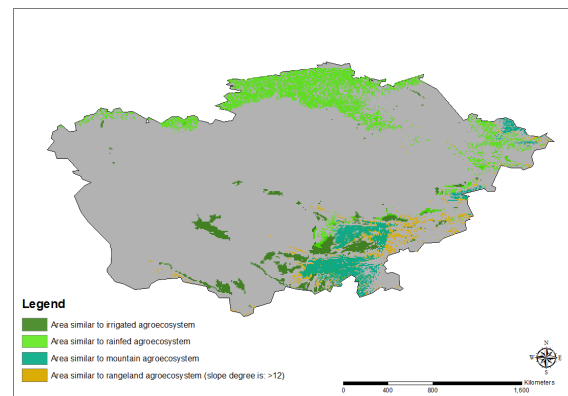 Legend
Area similar to irrigated agroecosystem
Area similar to rainfed agroecosystem
Area similar to mountain agroecosystem
Area similar to rangeland agroecosystem (slope degree is: >12)
N
W E
S
Kilometers
0 400 800 1,600